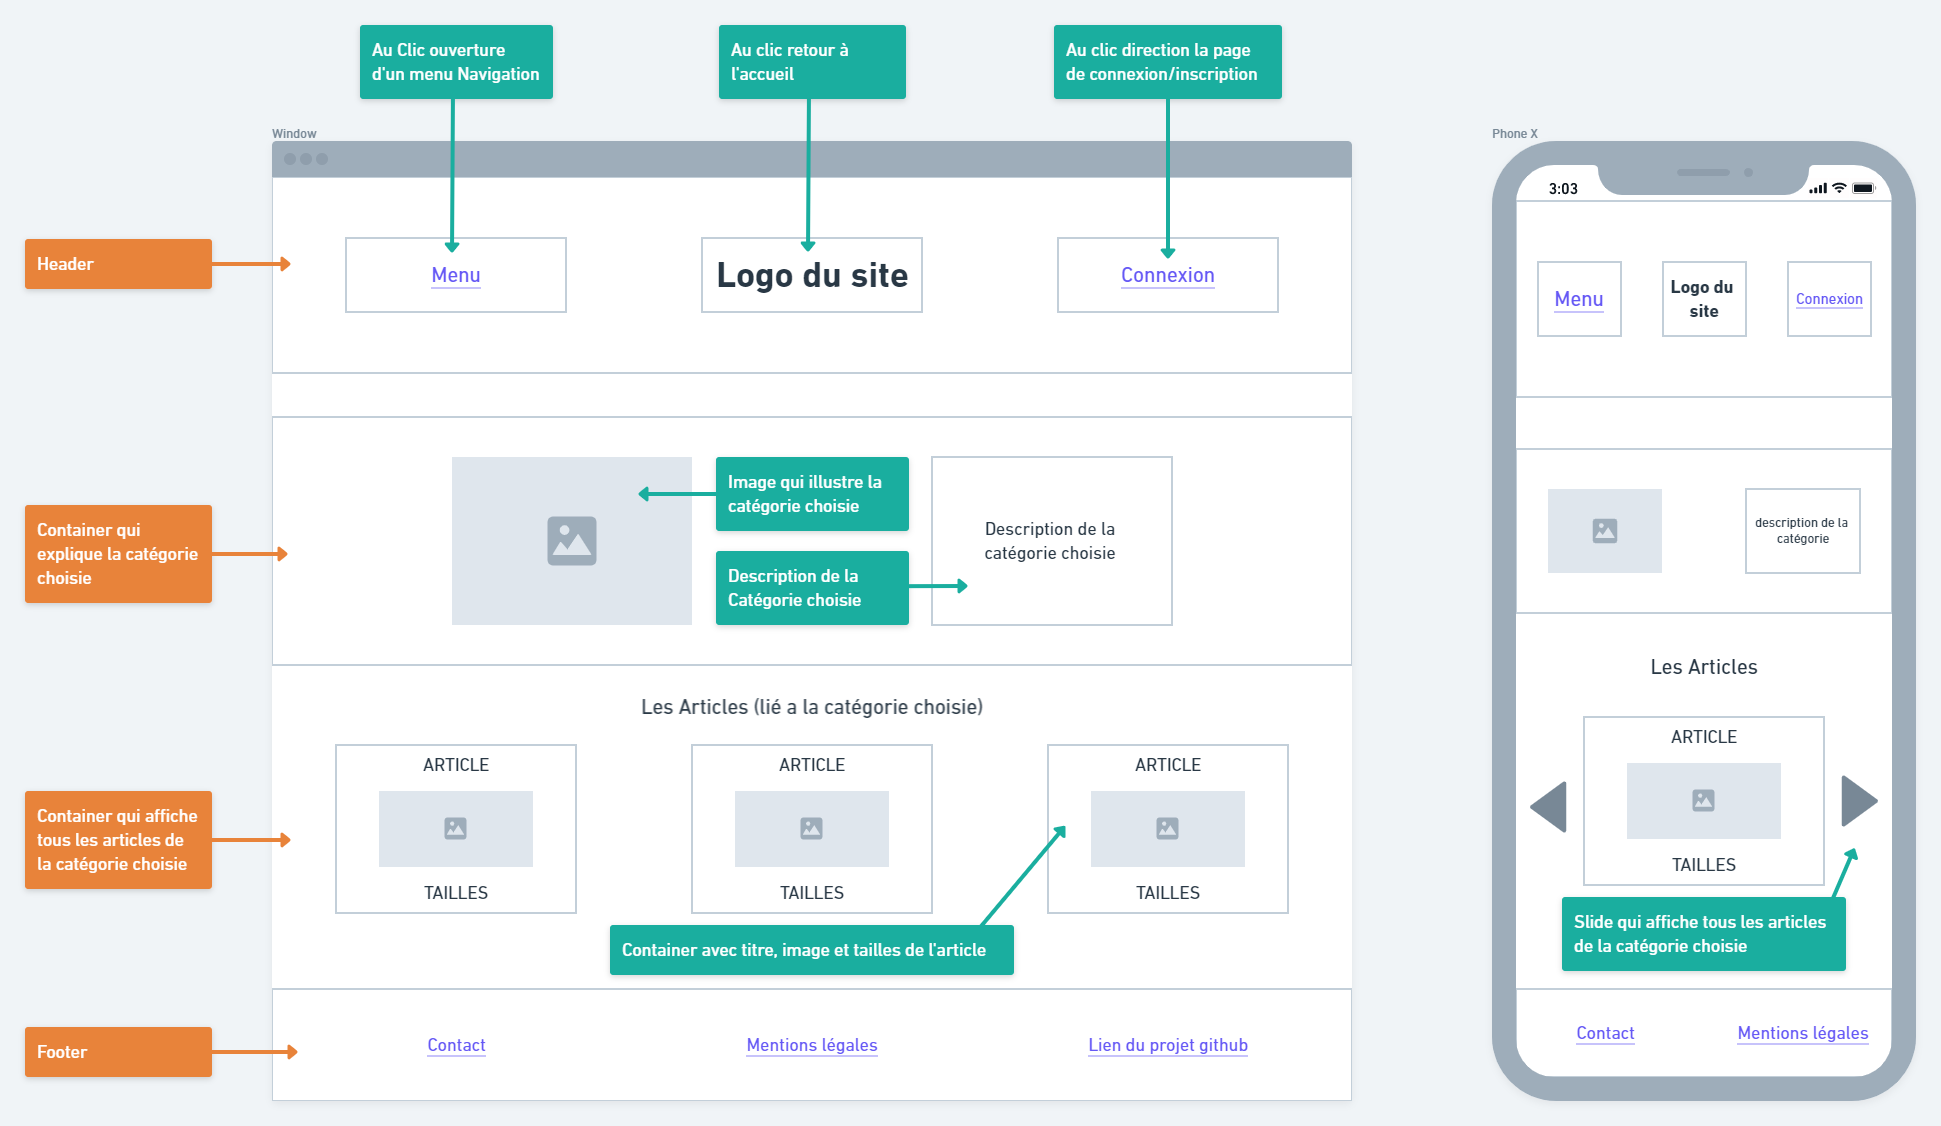 Au Clic ouverture
d'un menu Navigation
Au clic retour à
l'accueil
Au clic direction la page
de connexion/inscription
Window
Header
Menu
Logo du site
Connexion
Container qui
explique la catégorie
choisie
Image qui illustre la
catégorie choisie
Description de la
Catégorie choisie
Description de la
catégorie choisie
Les Articles (lié a la catégorie choisie)
Container qui affiche
tous les articles de
la catégorie choisie
ARTICLE
TAILLES
ARTICLE
TAILLES
ARTICLE
TAILLES
Container avec titre, image et tailles de l'article
Footer
Contact
Mentions légales
Lien du projet github
Phone X
3:03
Menu
Logo du
site
Connexion
description de la
catégorie
Les Articles
ARTICLE
TAILLES
Slide qui affiche tous les articles
de la catégorie choisie
Contact
Mentions légales